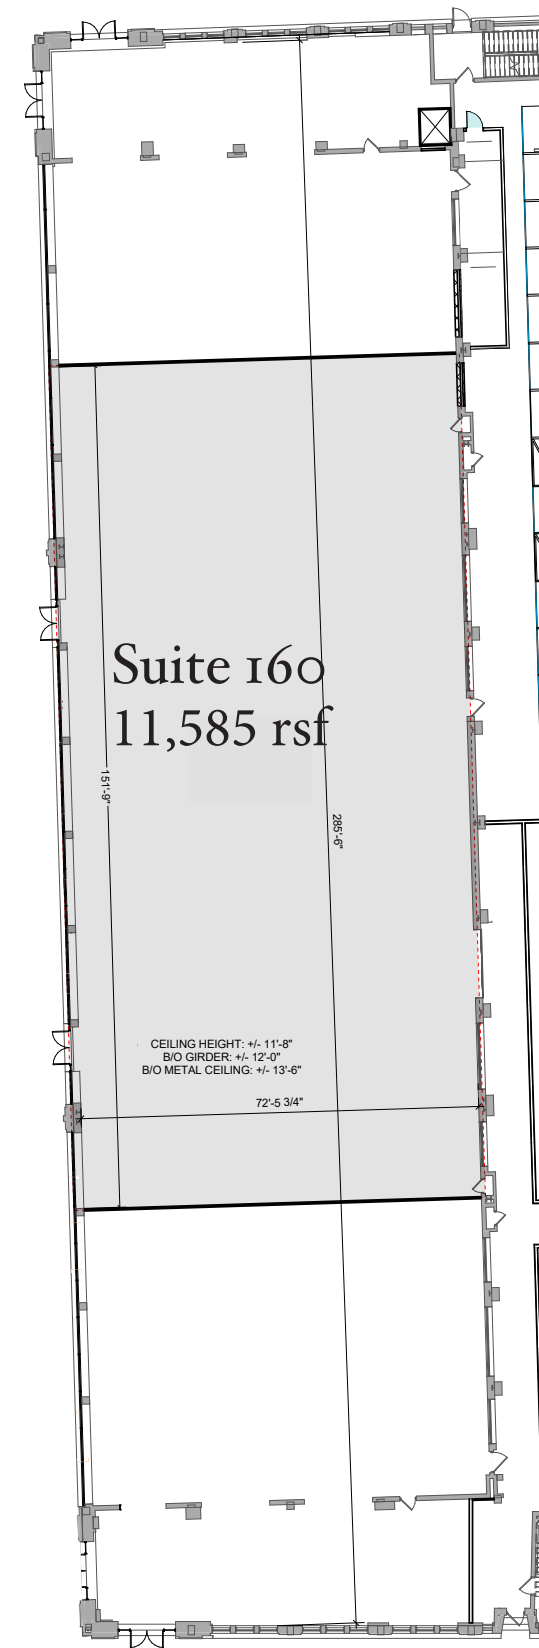 Suite 160
11,585 rsf
151'-9"
285'-6"
CEILING HEIGHT: +/- 11'-8"
B/O GIRDER: +/- 12'-0"
B/O METAL CEILING: +/- 13'-6"
72'-5 3/4"